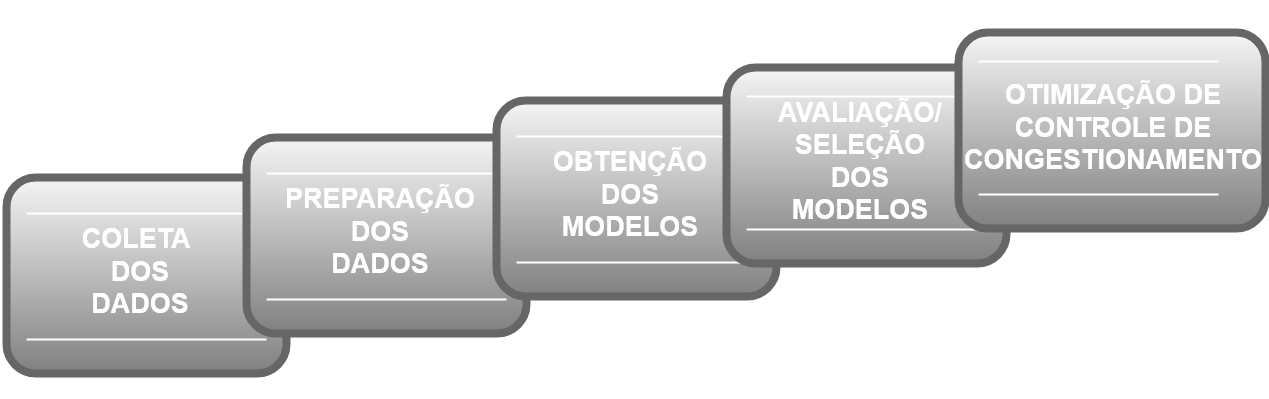 COLETA
DOS
DADOS
PREPARAÇÃO
DOS
DADOS
OBTENÇÃO
DOS
MODELOS
AVALIAÇÃO/
SELEÇÃO
DOS
MODELOS
OTIMIZAÇÃO DE
CONTROLE DE
CONGESTIONAMENTO